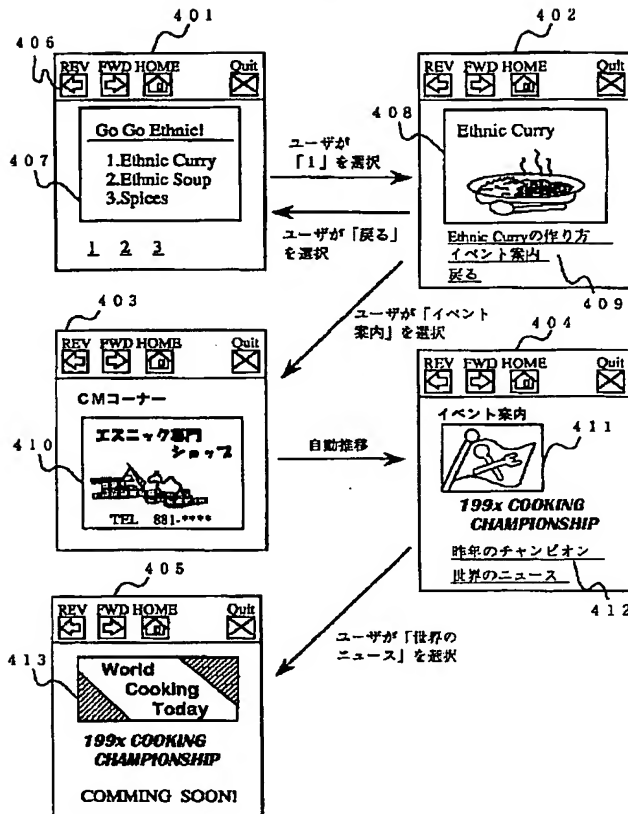 401
406
REV FWD HOME Quit
Go Go Ethnic!
407
1.Ethnic Curry
2.Ethnic Soup
3.Spices
1 2 3
ユーザが
「1」を選択
ユーザが「戻る」
を選択
402
REV FWD HOME Quit
408
Ethnic Curry
Ethnic Curryの作り方
イベント案内
戻る
409
ユーザが「イベント
案内」を選択
403
REV FWD HOME Quit
CMコーナー
410
エスニック専門
ショップ
TEL 881-****
自動推移
404
REV FWD HOME Quit
イベント案内
411
199x COOKING
CHAMPIONSHIP
昨年のチャンピオン
世界のニュース
412
ユーザが「世界の
ニュース」を選択
405
REV FWD HOME Quit
413
World
Cooking
Today
199x COOKING
CHAMPIONSHIP
COMMING SOON!